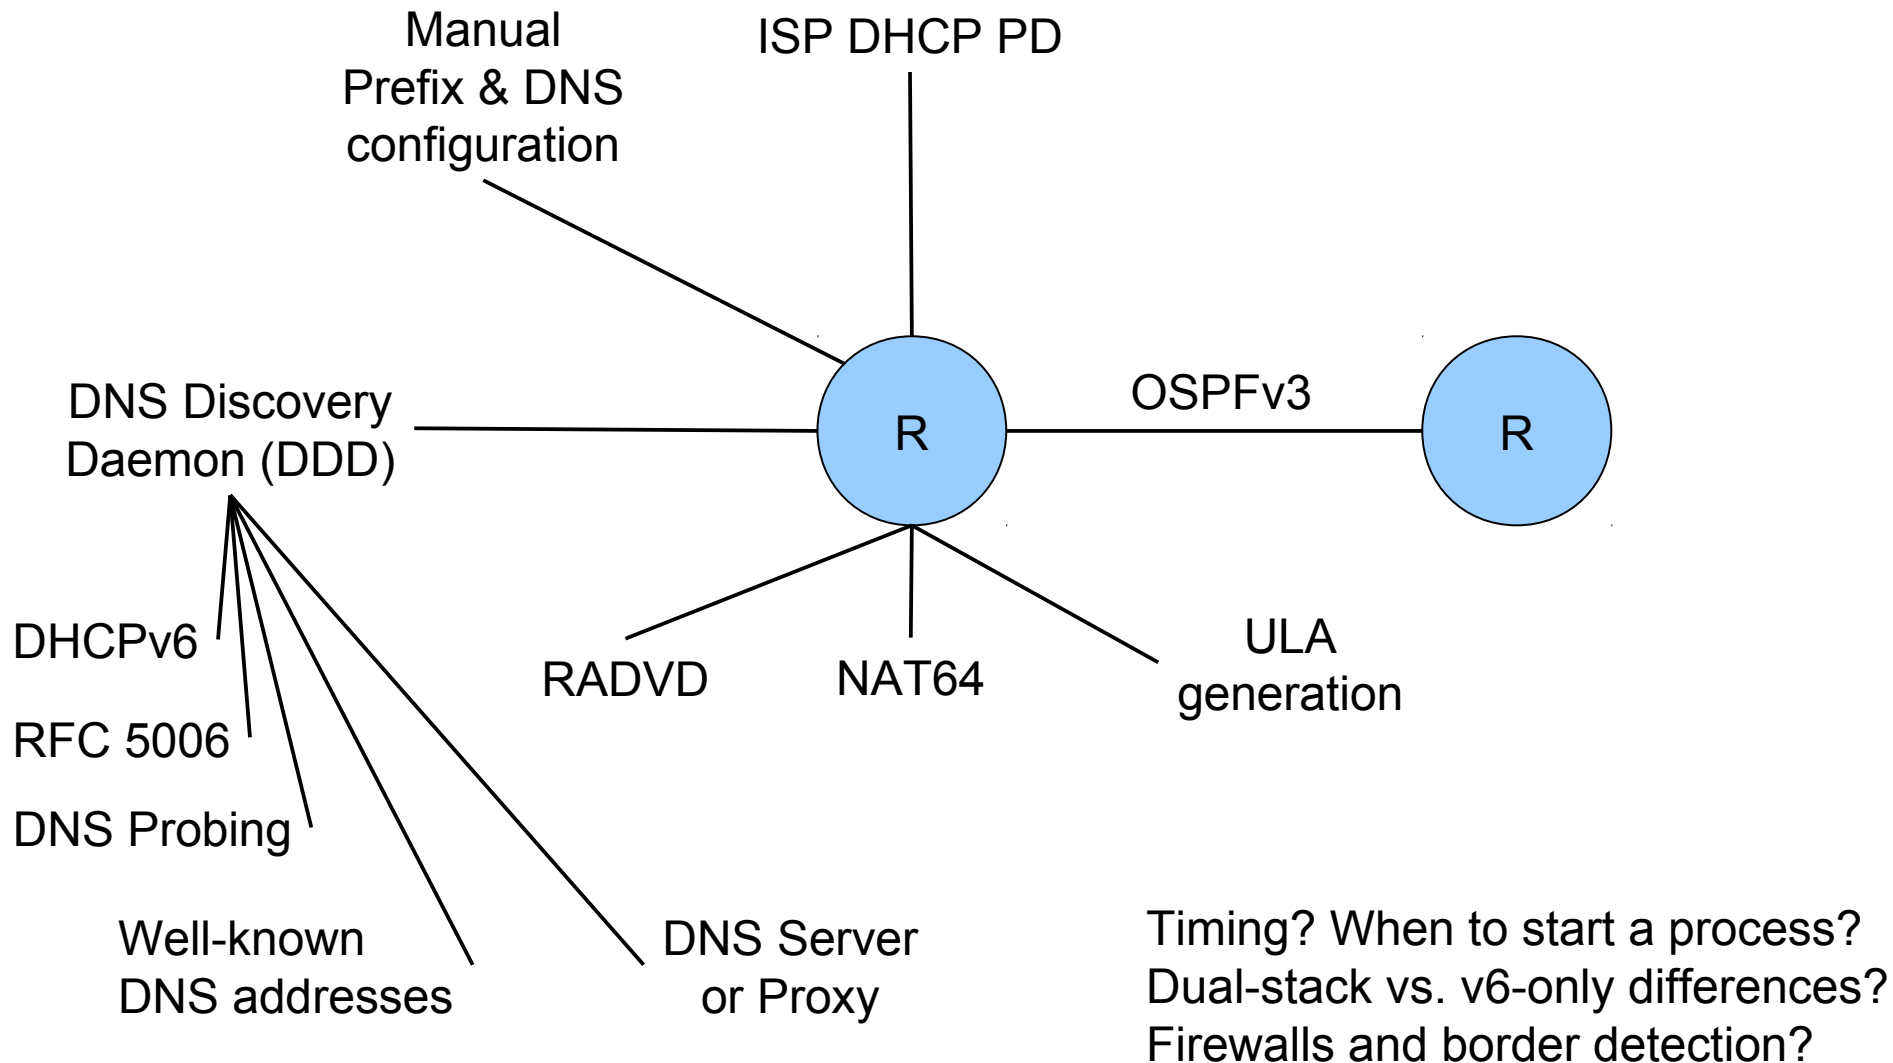 Manual
Prefix & DNS
configuration
ISP DHCP PD
DNS Discovery
Daemon (DDD)
R
OSPFv3
R
DHCPv6
RFC 5006
DNS Probing
Well-known
DNS addresses
DNS Server
or Proxy
RADVD
NAT64
ULA
generation
Timing? When to start a process?
Dual-stack vs. v6-only differences?
Firewalls and border detection?